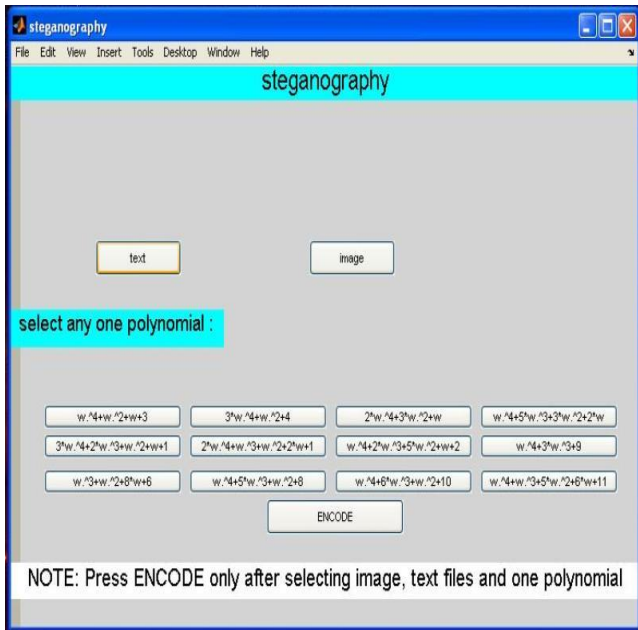 steganography
File Edit View Insert Tools Desktop Window Help
steganography
text image
select any one polynomial :
w.^4+w.^2+w+3 3*w.^4+w.^2+4 2*w.^4+3*w.^2+w w.^4+5*w.^3+3*w.^2+2*w
3*w.^4+2*w.^3+w.^2+w+1 2*w.^4+w.^3+w.^2+2*w+1 w.^4+2*w.^3+5*w.^2+w+2 w.^4+3*w.^3+9
w.^3+w.^2+8*w+6 w.^4+5*w.^3+w.^2+8 w.^4+6*w.^3+w.^2+10 w.^4+w.^3+5*w.^2+6*w+11
ENCODE
NOTE: Press ENCODE only after selecting image, text files and one polynomial